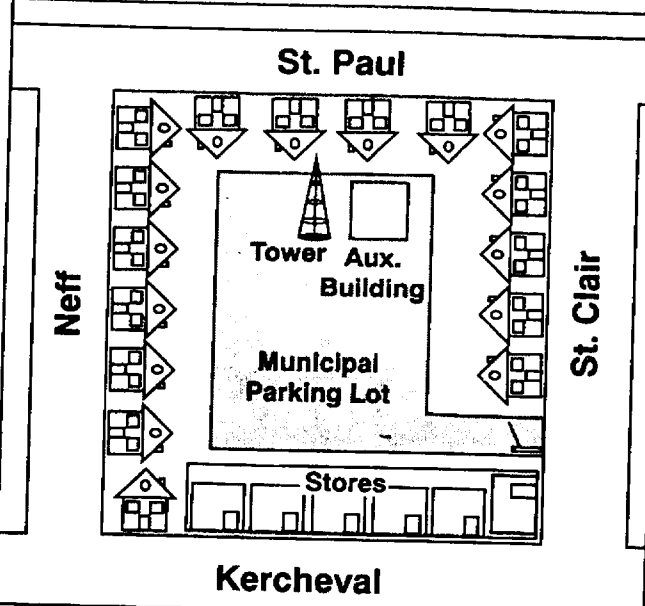 St. Paul
Neff
Tower
Aux.
Building
St. Clair
Municipal
Parking Lot
Stores
Kercheval